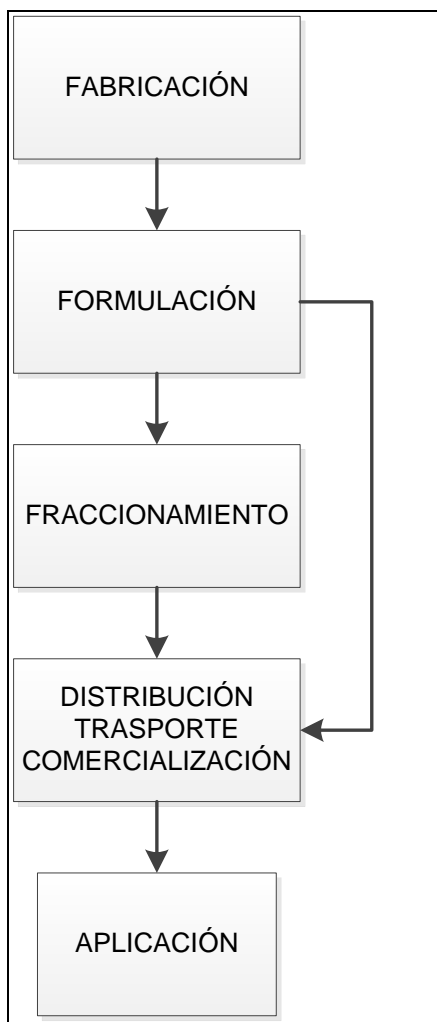 FABRICACIÓN
FORMULACIÓN
FRACCIONAMIENTO
DISTRIBUCIÓN
TRASPORTE
COMERCIALIZACIÓN
APLICACIÓN